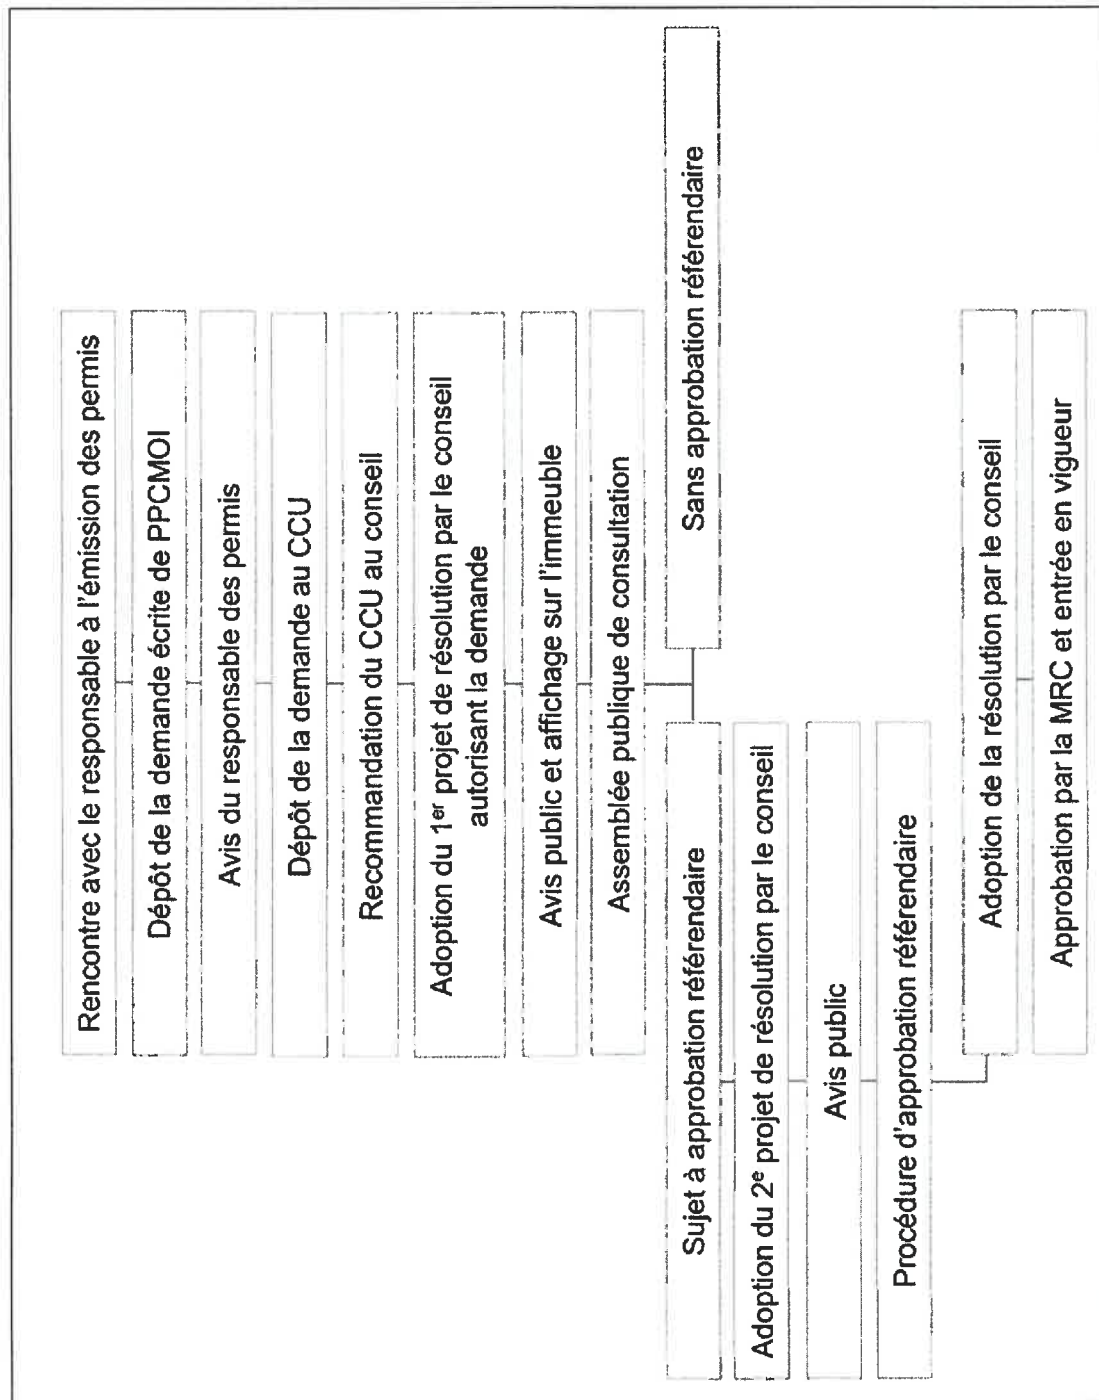 Rencontre avec le responsable à l'émission des permis
Dépôt de la demande écrite de PPCMOI
Avis du responsable des permis
Dépôt de la demande au CCU
Recommandation du CCU au conseil
Adoption du 1er projet de résolution par le conseil
autorisant la demande
Avis public et affichage sur l'immeuble
Assemblée publique de consultation
Sujet à approbation référendaire
Sans approbation référendaire
Adoption du 2e projet de résolution par le conseil
Avis public
Procédure d'approbation référendaire
Adoption de la résolution par le conseil
Approbation par la MRC et entrée en vigueur